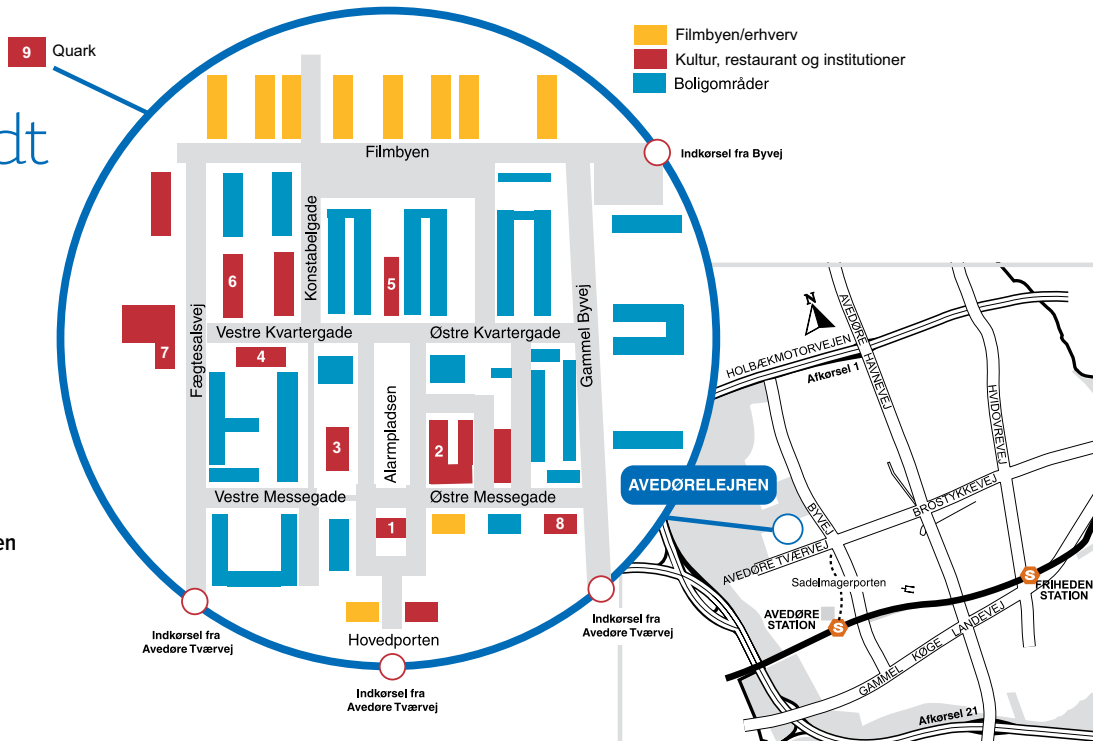 9 Quark
dt
en
Filmbyen/erhverv
Kultur, restaurant og institutioner
Boligområder
Filmbyen
Indkørsel fra Byvej
Konstabelgade
5
6
Fægtesalsvej
Vestre Kvartergade
Østre Kvartergade
Gammel Byvej
7
4
Alarmpladsen
3
2
Vestre Messegade
Østre Messegade
1
8
Hovedporten
Indkørsel fra
Avedøre Tværvej
Indkørsel fra
Avedøre Tværvej
Indkørsel fra
Avedøre Tværvej
N
AVEDØRE HAVNEVEJ
HOLBÆKMOTORVEJEN
Afkørsel 1
HVIDOVREVEJ
AVEDØRELEJREN
BYVEJ
BROSTYKKEVEJ
AVEDØRE TVÆRVEJ
Sadelmagerporten
S
FRIHEDEN
STATION
AVEDØRE
STATION
S
GAMMEL KØGE LANDEVEJ
Afkørsel 21